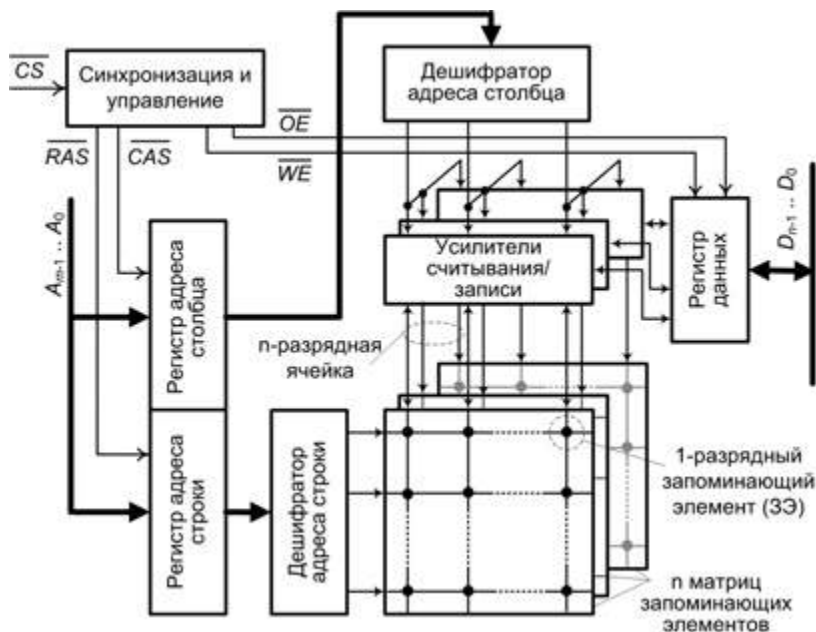 CS
Синхронизация и
управление
Дешифратор
адреса столбца
OE
RAS
CAS
WE
Am-1 .. A0
Dn-1 .. D0
Регистр адреса
столбца
Усилители
считывания/
записи
Регистр
данных
n-разрядная
ячейка
Регистр адреса
строки
Дешифратор
адреса строки
1-разрядный
запоминающий
элемент (ЗЭ)
n матриц
запоминающих
элементов